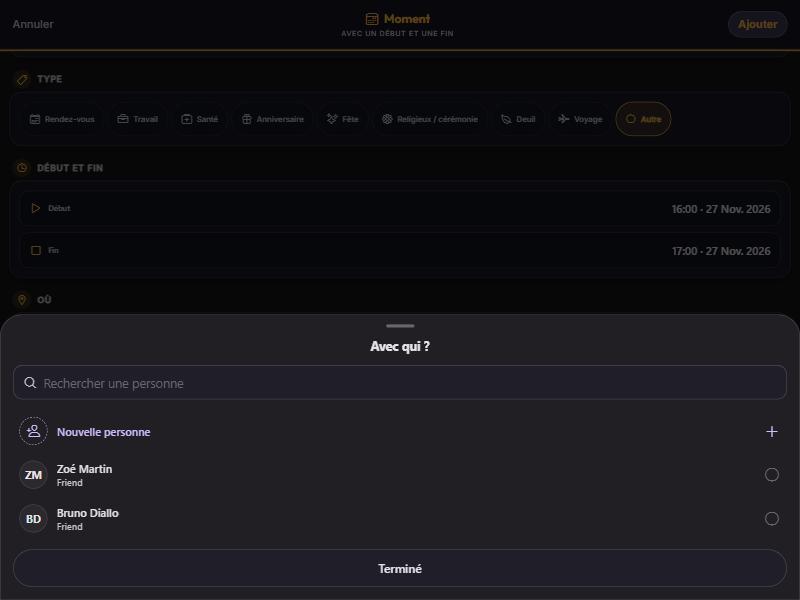 Annuler
Moment
AVEC UN DÉBUT ET UNE FIN
Ajouter
TYPE
Rendez-vous
Travail
Santé
Anniversaire
Fête
Religieux / cérémonie
Deuil
Voyage
Autre
DÉBUT ET FIN
Début
16:00 · 27 Nov. 2026
Fin
17:00 · 27 Nov. 2026
OÙ
Avec qui ?
Rechercher une personne
Nouvelle personne
ZM
Zoé Martin
Friend
BD
Bruno Diallo
Friend
Terminé